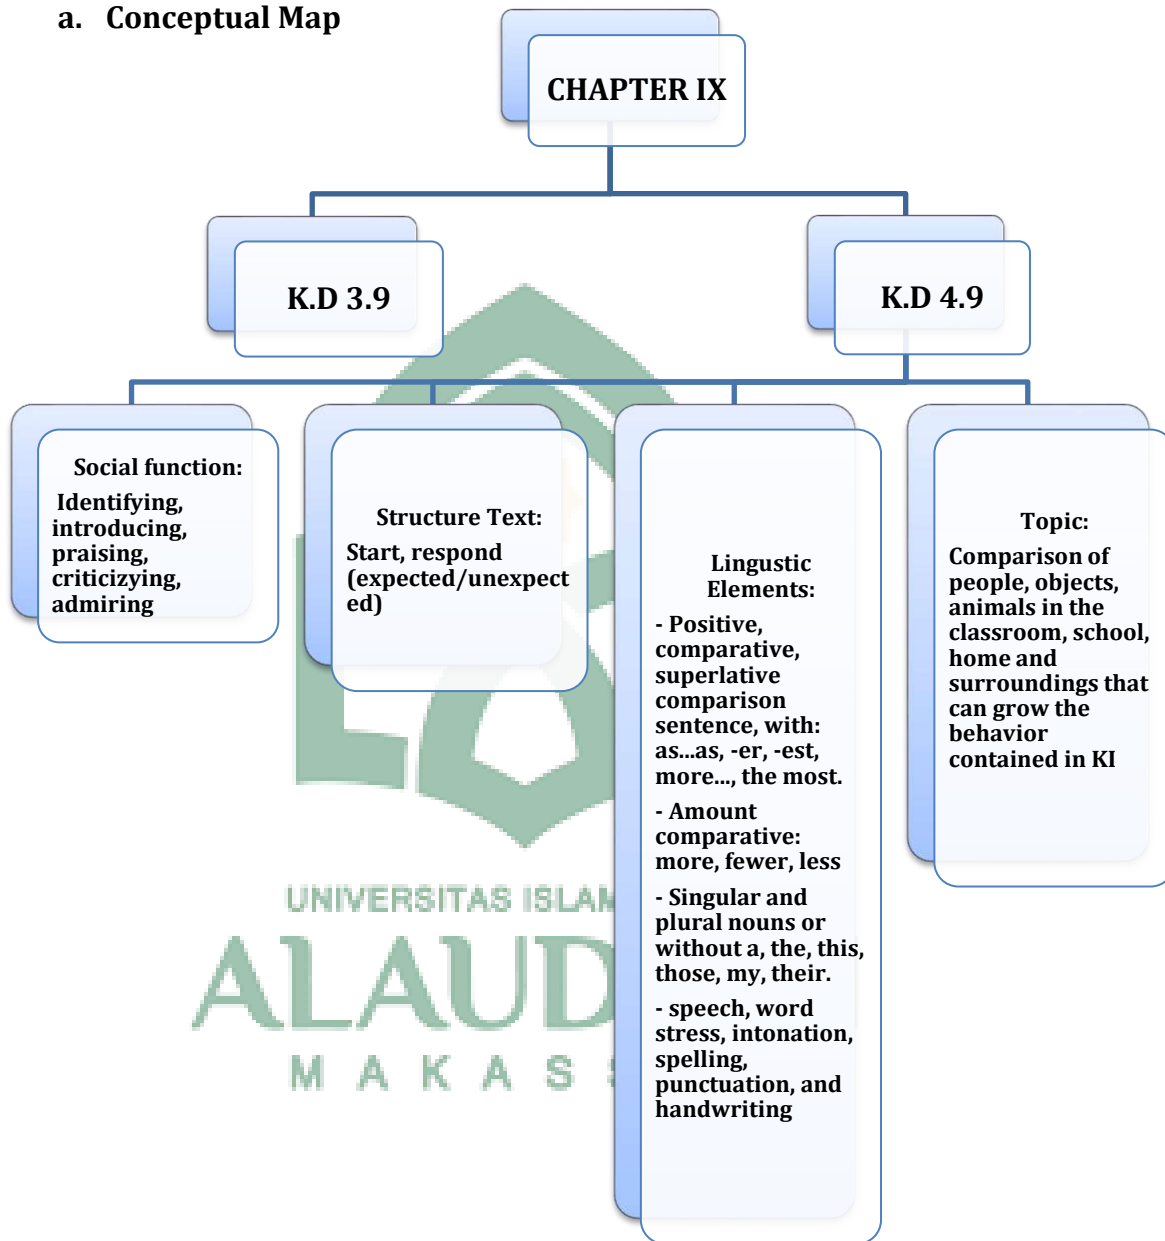 a. Conceptual Map
CHAPTER IX
K.D 3.9
K.D 4.9
Social function:
Identifying,
introducing,
praising,
criticizying,
admiring
Structure Text:
Start, respond
(expected/unexpect
ed)
Lingustic
Elements:
- Positive,
comparative,
superlative
comparison
sentence, with:
as...as, -er, -est,
more..., the most.
- Amount
comparative:
more, fewer, less
- Singular and
plural nouns or
without a, the, this,
those, my, their.
- speech, word
stress, intonation,
spelling,
punctuation, and
handwriting
Topic:
Comparison of
people, objects,
animals in the
classroom, school,
home and
surroundings that
can grow the
behavior
contained in KI
UNIVERSITAS ISLAM
ALAUD
MAKASS